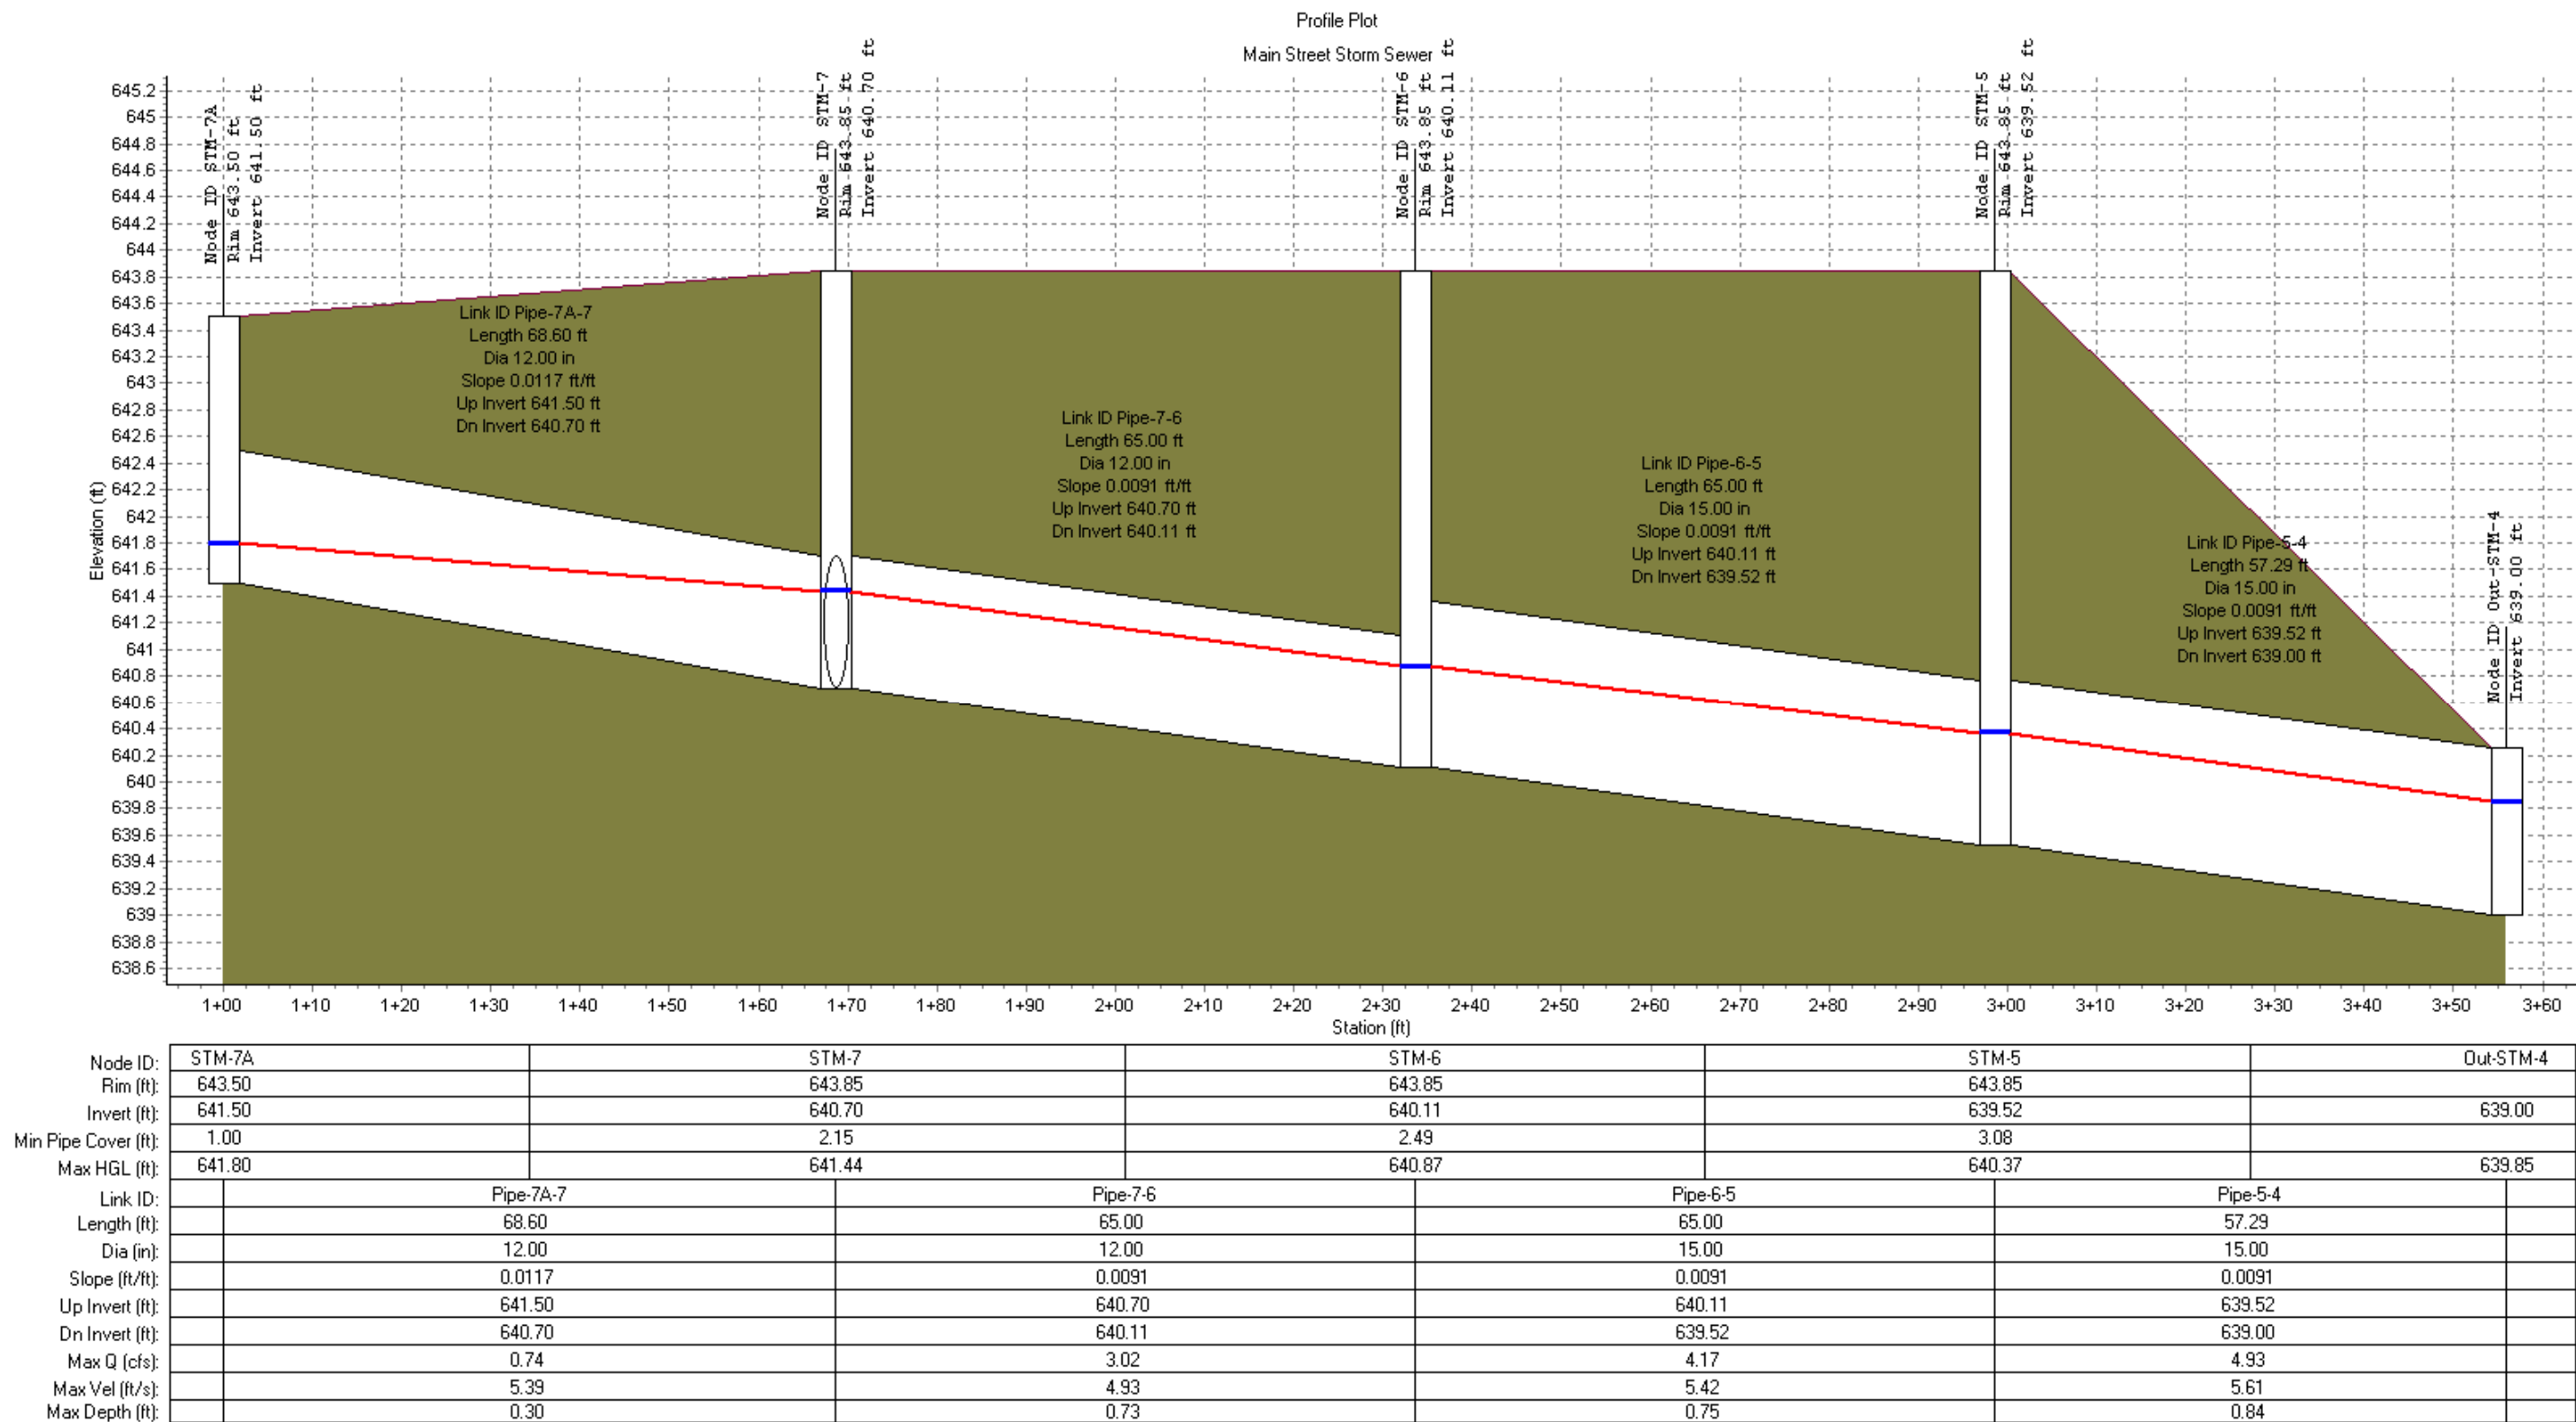 Profile Plot
Main Street Storm Sewer
Node ID STM-7A
Rim 643.50 ft
Invert 641.50 ft
Node ID STM-7
Rim 643.85 ft
Invert 640.70 ft
Node ID STM-6
Rim 643.85 ft
Invert 640.11 ft
Node ID STM-5
Rim 643.85 ft
Invert 639.52 ft
Node ID Out-STM-4
Invert 639.00 ft
Elevation (ft)
645.2
645
644.8
644.6
644.4
644.2
644
643.8
643.6
643.4
643.2
643
642.8
642.6
642.4
642.2
642
641.8
641.6
641.4
641.2
641
640.8
640.6
640.4
640.2
640
639.8
639.6
639.4
639.2
639
638.8
638.6
Link ID Pipe-7A-7
Length 68.60 ft
Dia 12.00 in
Slope 0.0117 ft/ft
Up Invert 641.50 ft
Dn Invert 640.70 ft
Link ID Pipe-7-6
Length 65.00 ft
Dia 12.00 in
Slope 0.0091 ft/ft
Up Invert 640.70 ft
Dn Invert 640.11 ft
Link ID Pipe-6-5
Length 65.00 ft
Dia 15.00 in
Slope 0.0091 ft/ft
Up Invert 640.11 ft
Dn Invert 639.52 ft
Link ID Pipe-5-4
Length 57.29 ft
Dia 15.00 in
Slope 0.0091 ft/ft
Up Invert 639.52 ft
Dn Invert 639.00 ft
1+00 1+10 1+20 1+30 1+40 1+50 1+60 1+70 1+80 1+90 2+00 2+10 2+20 2+30 2+40 2+50 2+60 2+70 2+80 2+90 3+00 3+10 3+20 3+30 3+40 3+50 3+60
Station (ft)
Node ID: STM-7A STM-7 STM-6 STM-5 Out-STM-4
Rim (ft): 643.50 643.85 643.85 643.85
Invert (ft): 641.50 640.70 640.11 639.52 639.00
Min Pipe Cover (ft): 1.00 2.15 2.49 3.08
Max HGL (ft): 641.80 641.44 640.87 640.37 639.85
Link ID: Pipe-7A-7 Pipe-7-6 Pipe-6-5 Pipe-5-4
Length (ft): 68.60 65.00 65.00 57.29
Dia (in): 12.00 12.00 15.00 15.00
Slope (ft/ft): 0.0117 0.0091 0.0091 0.0091
Up Invert (ft): 641.50 640.70 640.11 639.52
Dn Invert (ft): 640.70 640.11 639.52 639.00
Max Q (cfs): 0.74 3.02 4.17 4.93
Max Vel (ft/s): 5.39 4.93 5.42 5.61
Max Depth (ft): 0.30 0.73 0.75 0.84